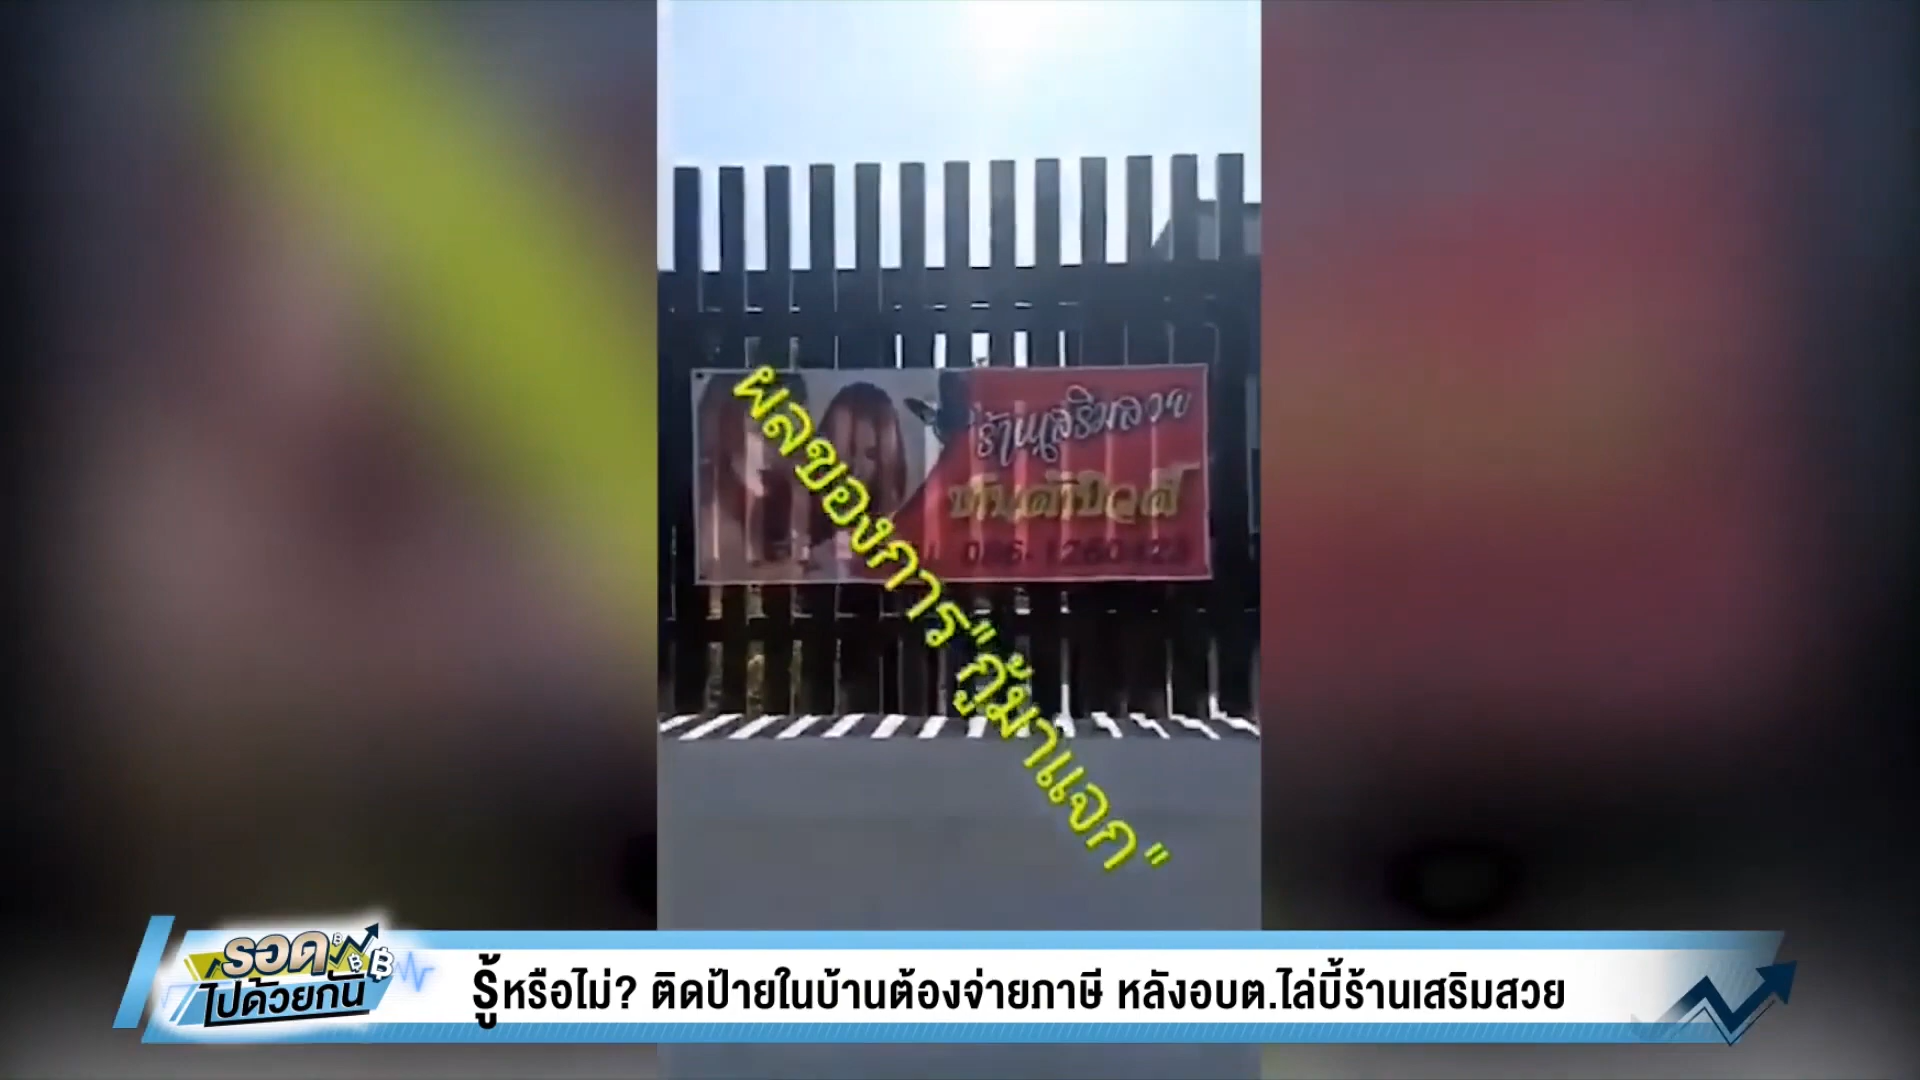 ร้านเสริมสวย
ผลของการ"กู้มาแจก"
รอด
ไปด้วยกัน
รู้หรือไม่? ติดป้ายในบ้านต้องจ่ายภาษี หลังอบต.ไล่บี้ร้านเสริมสวย